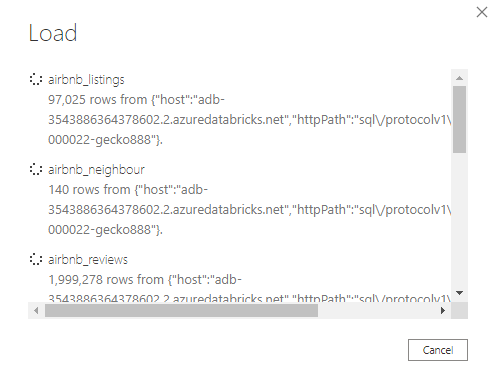 Load
airbnb_listings
97,025 rows from {"host":"adb-
3543886364378602.2.azuredatabricks.net","httpPath":"sql\/protocolv1\
000022-gecko888"}.
airbnb_neighbour
140 rows from {"host":"adb-
3543886364378602.2.azuredatabricks.net","httpPath":"sql\/protocolv1\
000022-gecko888"}.
airbnb_reviews
1,999,278 rows from {"host":"adb-
3543886364378602.2.azuredatabricks.net","httpPath":"sql\/protocolv1\
Cancel